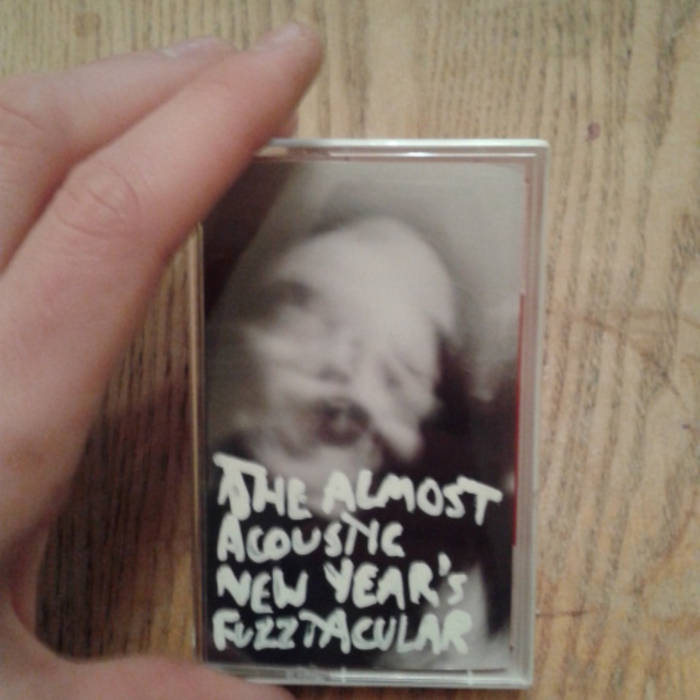 THE ALMOST
ACOUSTIC
NEW YEAR'S
FUZZTACULAR